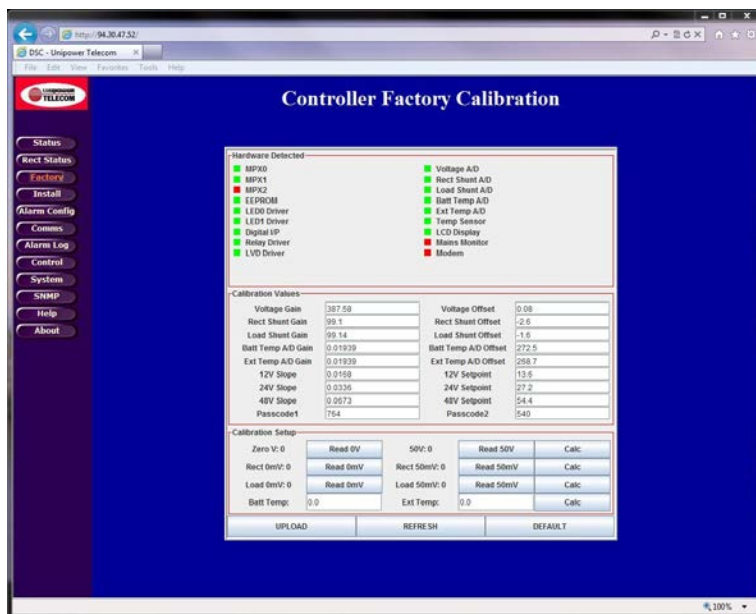 http://94.30.47.52/
DSC - Unipower Telecom
File Edit View Favorites Tools Help
UNIPOWER
TELECOM
Controller Factory Calibration
Status
Rect Status
Factory
Install
Alarm Config
Comms
Alarm Log
Control
System
SNMP
Help
About
Hardware Detected
MPX0 Voltage A/D
MPX1 Rect Shunt A/D
MPX2 Load Shunt A/D
EEPROM Batt Temp A/D
LED0 Driver Ext Temp A/D
LED1 Driver Temp Sensor
Digital I/P LCD Display
Relay Driver Mains Monitor
LVD Driver Modem
Calibration Values
Voltage Gain 387.58 Voltage Offset 0.08
Rect Shunt Gain 99.1 Rect Shunt Offset -2.6
Load Shunt Gain 99.14 Load Shunt Offset -1.6
Batt Temp A/D Gain 0.01939 Batt Temp A/D Offset 272.5
Ext Temp A/D Gain 0.01939 Ext Temp A/D Offset 268.7
12V Slope 0.0168 12V Setpoint 13.6
24V Slope 0.0336 24V Setpoint 27.2
48V Slope 0.0673 48V Setpoint 54.4
Passcode1 764 Passcode2 540
Calibration Setup
Zero V: 0 Read 0V 50V: 0 Read 50V Calc
Rect 0mV: 0 Read 0mV Rect 50mV: 0 Read 50mV Calc
Load 0mV: 0 Read 0mV Load 50mV: 0 Read 50mV Calc
Batt Temp: 0.0 Ext Temp: 0.0 Calc
UPLOAD REFRESH DEFAULT
100%